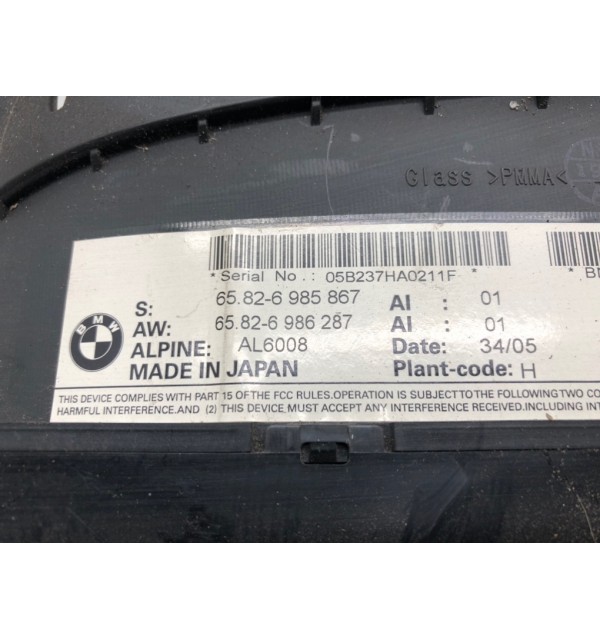 Glass >PMMA<
* Serial No .: 05B237HA0211F *
S: 65.82-6 985 867 AI : 01
AW: 65.82-6 986 287 AI : 01
ALPINE: AL6008 Date: 34/05
MADE IN JAPAN Plant-code: H
BMW
THIS DEVICE COMPLIES WITH PART 15 OF THE FCC RULES.OPERATION IS SUBJECT TO THE FOLLOWING TWO CO
HARMFUL INTERFERENCE.AND (2) THIS DEVICE MUST ACCEPT ANY INTERFERENCE RECEIVED.INCLUDING INT